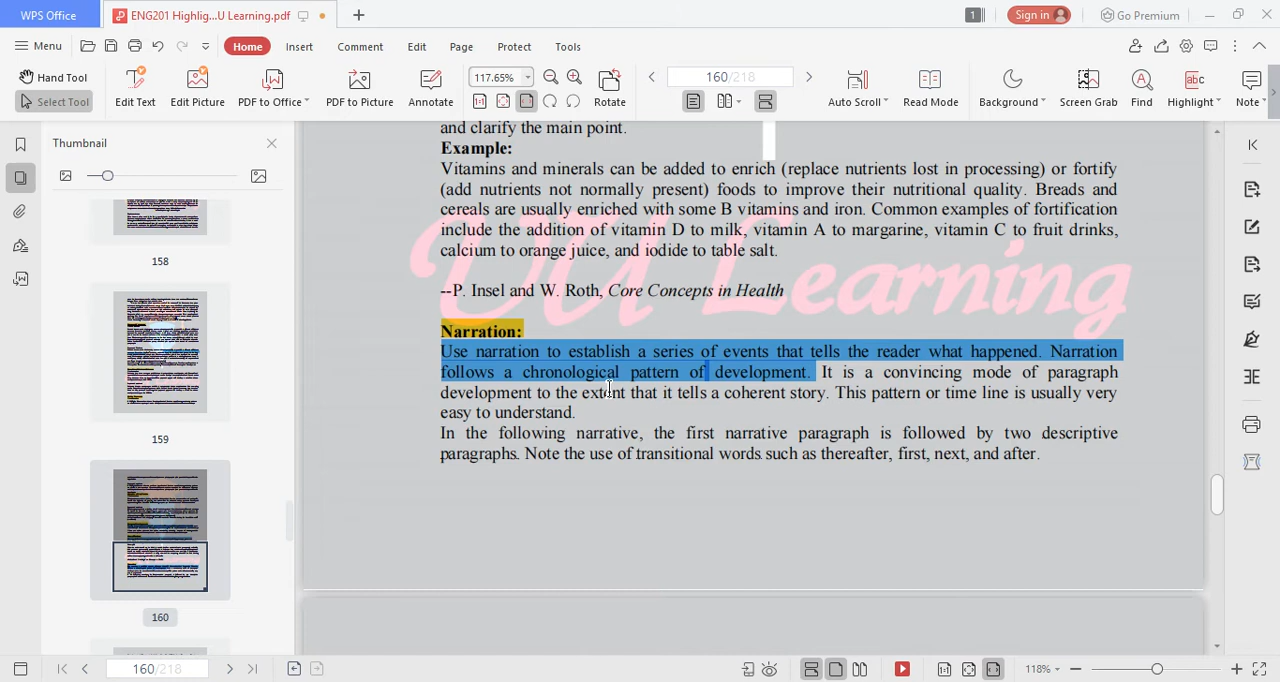 WPS Office
ENG201 Highlig...U Learning.pdf
1
Sign in
Go Premium
Menu
Home
Insert
Comment
Edit
Page
Protect
Tools
Hand Tool
Select Tool
Edit Text
Edit Picture
PDF to Office
PDF to Picture
Annotate
117.65%
Rotate
160/218
Auto Scroll
Read Mode
Background
Screen Grab
Find
Highlight
Note
Thumbnail
158
159
160
and clarify the main point.
Example:
Vitamins and minerals can be added to enrich (replace nutrients lost in processing) or fortify
(add nutrients not normally present) foods to improve their nutritional quality. Breads and
cereals are usually enriched with some B vitamins and iron. Common examples of fortification
include the addition of vitamin D to milk, vitamin A to margarine, vitamin C to fruit drinks,
calcium to orange juice, and iodide to table salt.
--P. Insel and W. Roth, Core Concepts in Health
Narration:
Use narration to establish a series of events that tells the reader what happened. Narration
follows a chronological pattern of development. It is a convincing mode of paragraph
development to the extent that it tells a coherent story. This pattern or time line is usually very
easy to understand.
In the following narrative, the first narrative paragraph is followed by two descriptive
paragraphs. Note the use of transitional words such as thereafter, first, next, and after.
Learning
160/218
118%